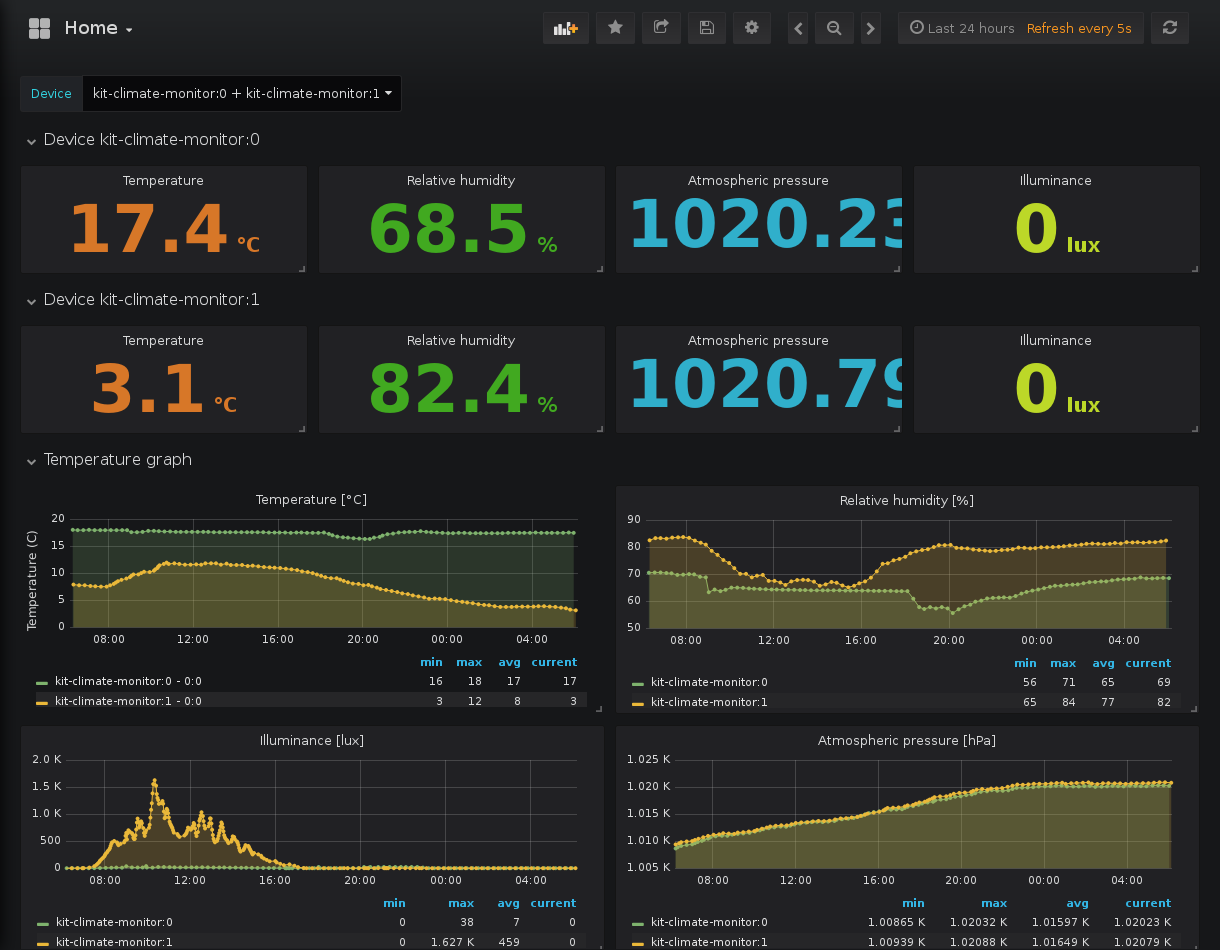 Home
Last 24 hours Refresh every 5s
Device kit-climate-monitor:0 + kit-climate-monitor:1
Device kit-climate-monitor:0
Temperature Relative humidity Atmospheric pressure Illuminance
17.4 °C 68.5 % 1020.23 0 lux
Device kit-climate-monitor:1
Temperature Relative humidity Atmospheric pressure Illuminance
3.1 °C 82.4 % 1020.79 0 lux
Temperature graph
Temperature [°C]
Temperature (C)
20
15
10
5
0
08:00 12:00 16:00 20:00 00:00 04:00
min max avg current
kit-climate-monitor:0 - 0:0 16 18 17 17
kit-climate-monitor:1 - 0:0 3 12 8 3
Relative humidity [%]
90
80
70
60
50
08:00 12:00 16:00 20:00 00:00 04:00
min max avg current
kit-climate-monitor:0 56 71 65 69
kit-climate-monitor:1 65 84 77 82
Illuminance [lux]
2.0 K
1.5 K
1.0 K
500
0
08:00 12:00 16:00 20:00 00:00 04:00
min max avg current
kit-climate-monitor:0 0 38 7 0
kit-climate-monitor:1 0 1.627 K 459 0
Atmospheric pressure [hPa]
1.025 K
1.020 K
1.015 K
1.010 K
1.005 K
08:00 12:00 16:00 20:00 00:00 04:00
min max avg current
kit-climate-monitor:0 1.00865 K 1.02032 K 1.01597 K 1.02023 K
kit-climate-monitor:1 1.00939 K 1.02088 K 1.01649 K 1.02079 K